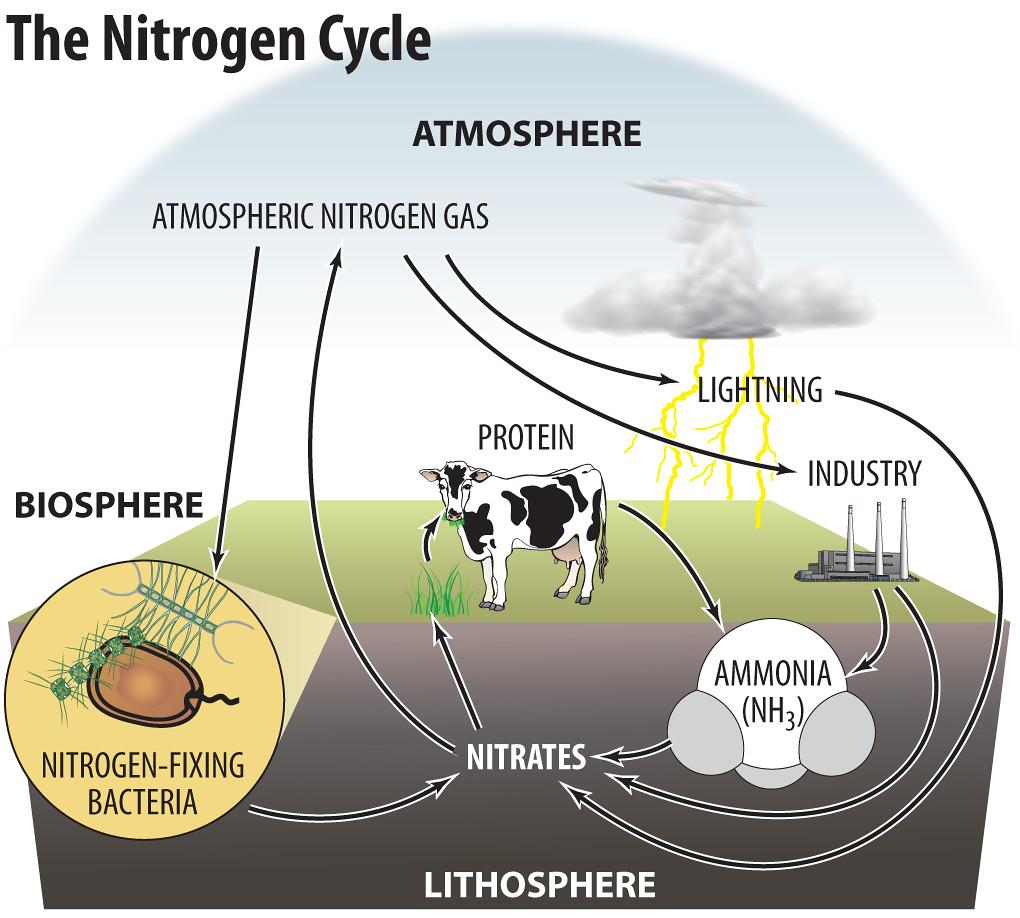 The Nitrogen Cycle
ATMOSPHERE
ATMOSPHERIC NITROGEN GAS
LIGHTNING
PROTEIN
INDUSTRY
BIOSPHERE
AMMONIA
(NH₃)
NITRATES
NITROGEN-FIXING
BACTERIA
LITHOSPHERE